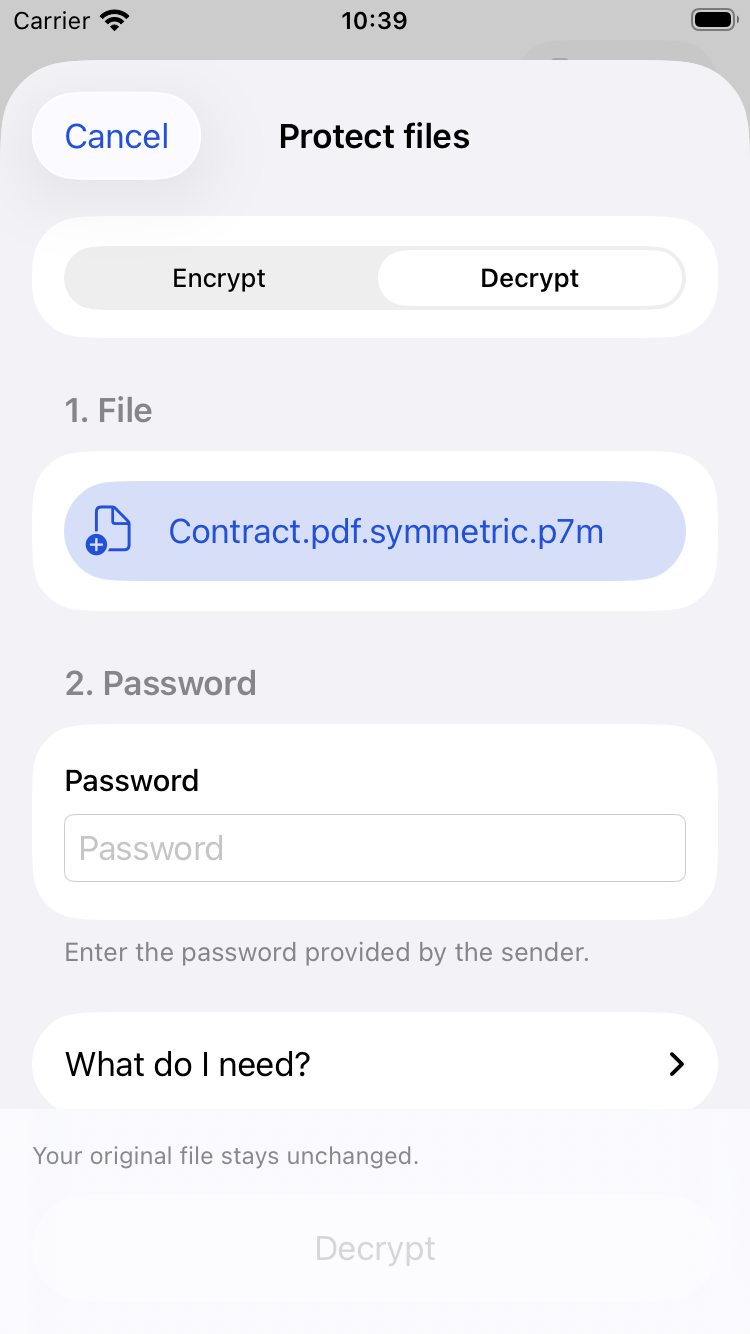 Carrier 10:39
Cancel Protect files
Encrypt Decrypt
1. File
Contract.pdf.symmetric.p7m
2. Password
Password
Password
Enter the password provided by the sender.
What do I need?
Your original file stays unchanged.
Decrypt